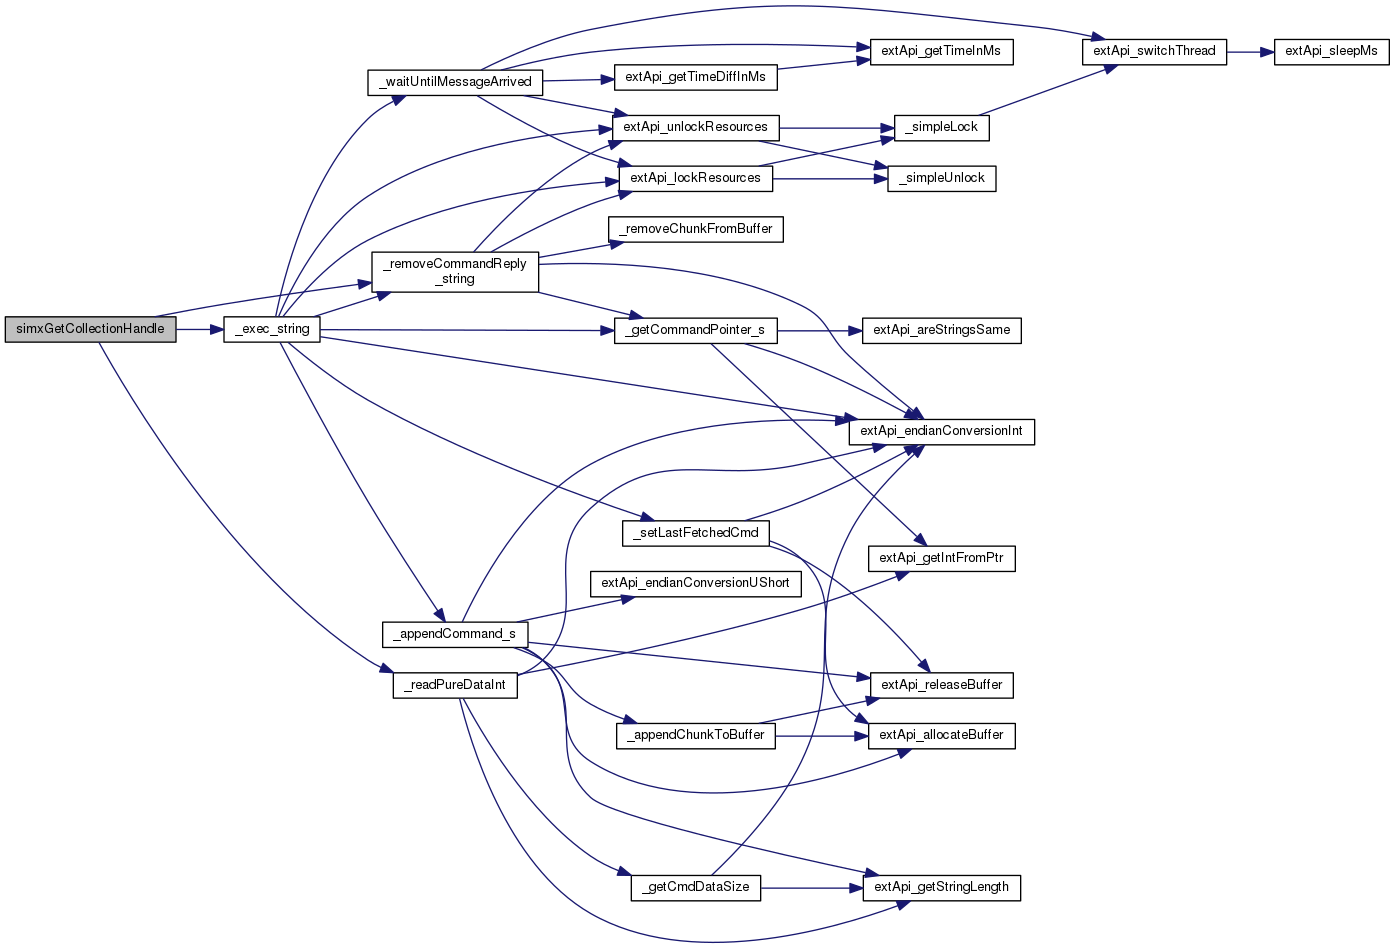 extApi_switchThread
extApi_sleepMs
extApi_getTimeInMs
_waitUntilMessageArrived
extApi_getTimeDiffInMs
extApi_unlockResources
_simpleLock
extApi_lockResources
_simpleUnlock
_removeChunkFromBuffer
_removeCommandReply
_string
simxGetCollectionHandle
_exec_string
_getCommandPointer_s
extApi_areStringsSame
extApi_endianConversionInt
_setLastFetchedCmd
extApi_getIntFromPtr
extApi_endianConversionUShort
_appendCommand_s
_readPureDataInt
extApi_releaseBuffer
_appendChunkToBuffer
extApi_allocateBuffer
_getCmdDataSize
extApi_getStringLength